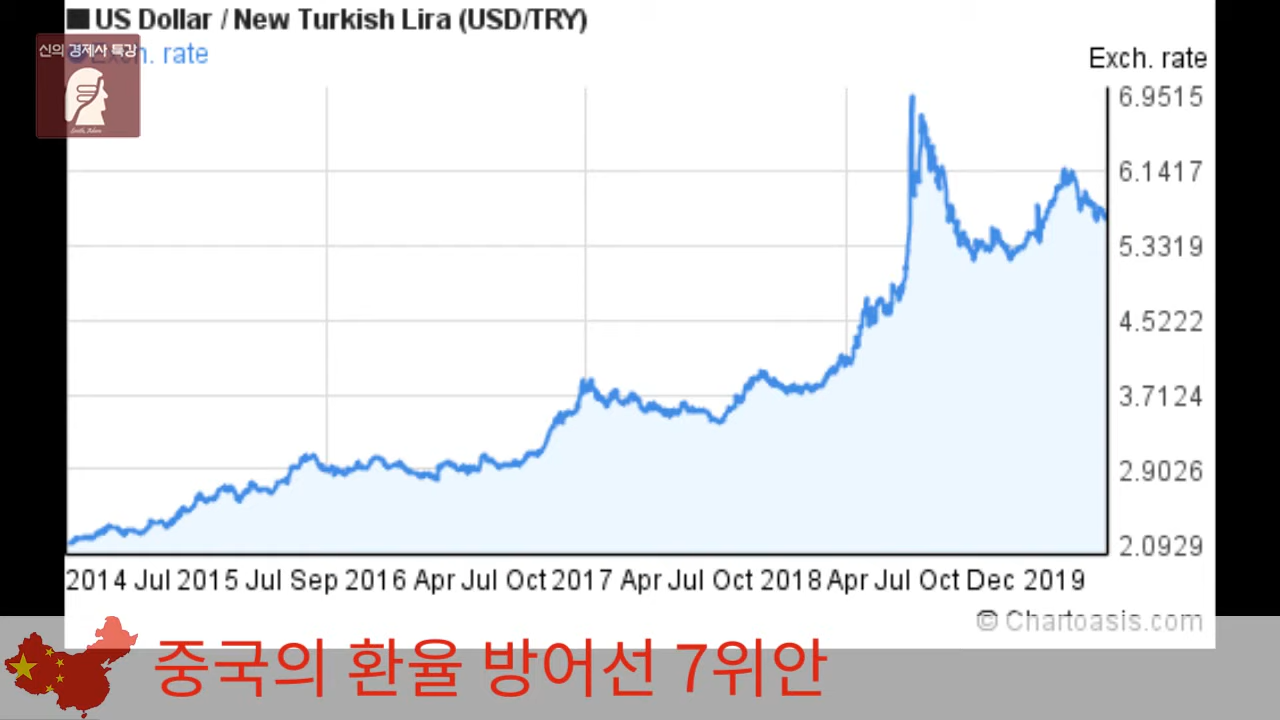 US Dollar / New Turkish Lira (USD/TRY)
신의 경제사 특강
Exch. rate
Exch. rate
6.9515
6.1417
5.3319
4.5222
3.7124
2.9026
2.0929
2014 Jul 2015 Jul Sep 2016 Apr Jul Oct 2017 Apr Jul Oct 2018 Apr Jul Oct Dec 2019
© Chartoasis.com
중국의 환율 방어선 7위안